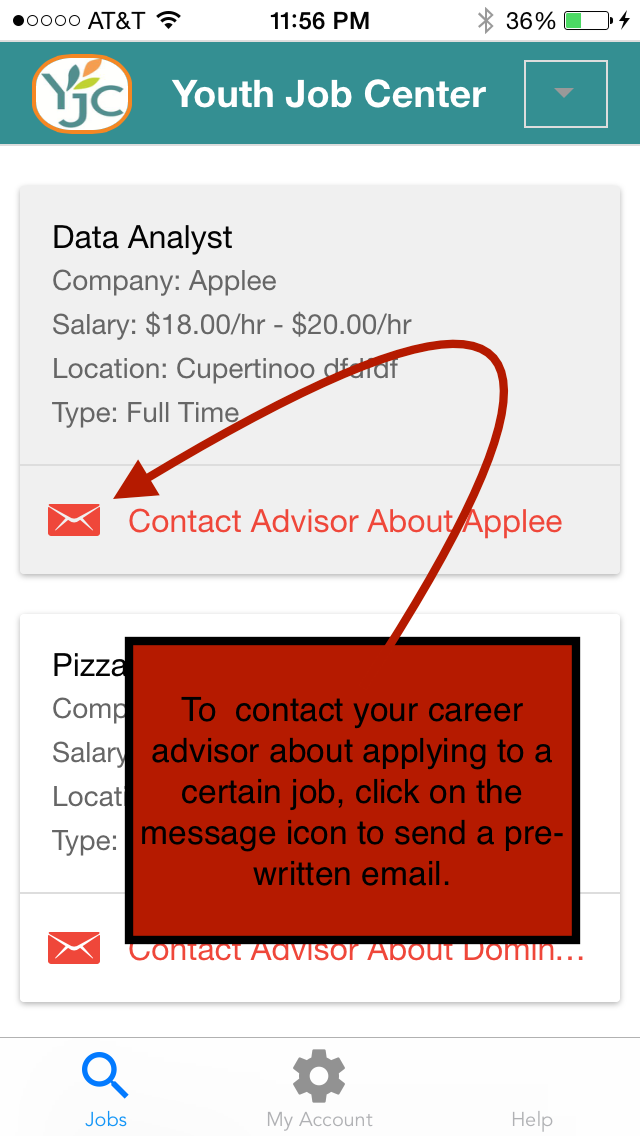 AT&T 11:56 PM 36%
YJC
Youth Job Center
Data Analyst
Company: Applee
Salary: $18.00/hr - $20.00/hr
Location: Cupertinoo dfdfdf
Type: Full Time
Contact Advisor About Applee
Pizza
Comp
Salary
Locati
Type:
To contact your career
advisor about applying to a
certain job, click on the
message icon to send a pre-
written email.
Contact Advisor About Domin...
Jobs
My Account
Help